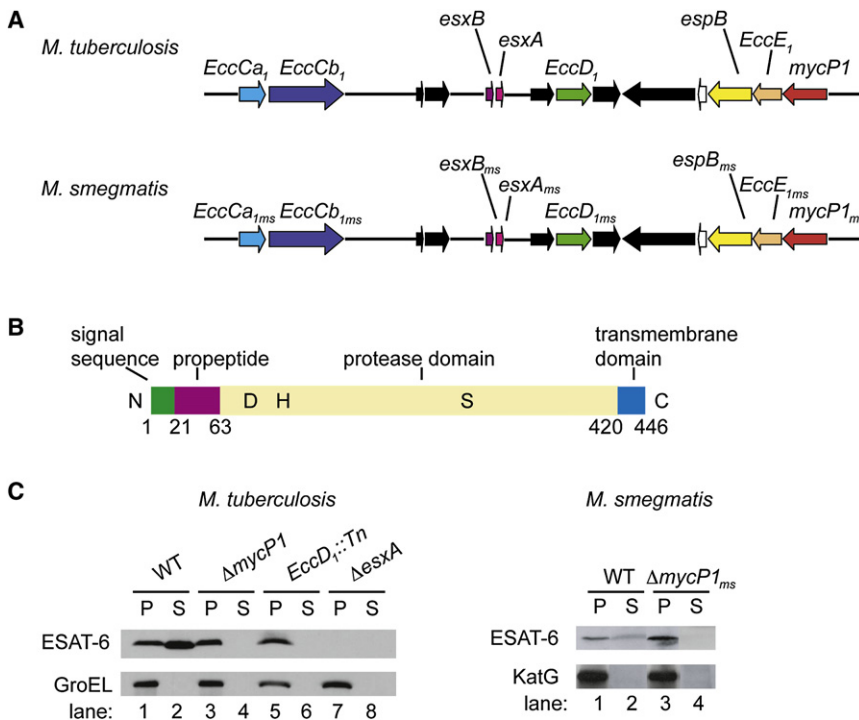 A
M. tuberculosis
EccCa1 EccCb1 esxB esxA EccD1 espB EccE1 mycP1
M. smegmatis
EccCa1ms EccCb1ms esxBms esxAms EccD1ms espBms EccE1ms mycP1m
B
signal sequence propeptide protease domain transmembrane domain
N D H S C
1 21 63 420 446
C
M. tuberculosis
WT ΔmycP1 EccD1::Tn ΔesxA
P S P S P S P S
ESAT-6
GroEL
lane: 1 2 3 4 5 6 7 8
M. smegmatis
WT ΔmycP1ms
P S P S
ESAT-6
KatG
lane: 1 2 3 4